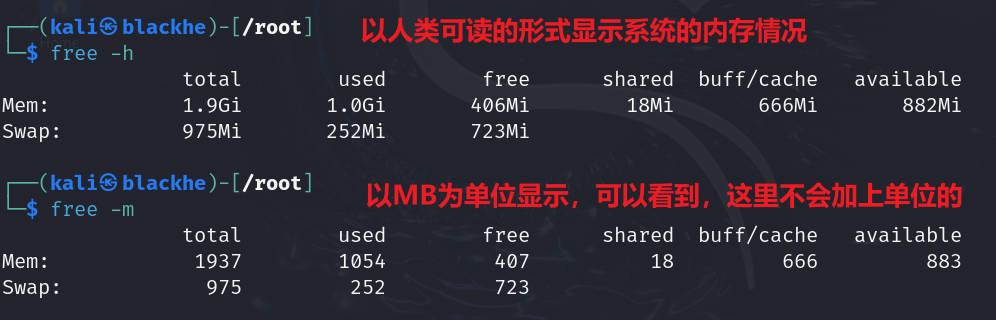 ┌──(kali㉿blackhe)-[/root] 以人类可读的形式显示系统的内存情况
└─$ free -h
total used free shared buff/cache available
Mem: 1.9Gi 1.0Gi 406Mi 18Mi 666Mi 882Mi
Swap: 975Mi 252Mi 723Mi
┌──(kali㉿blackhe)-[/root] 以MB为单位显示，可以看到，这里不会加上单位的
└─$ free -m
total used free shared buff/cache available
Mem: 1937 1054 407 18 666 883
Swap: 975 252 723